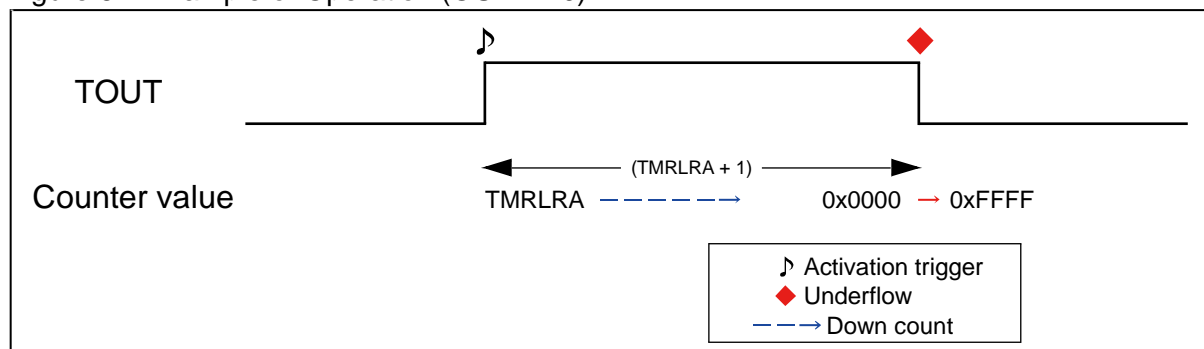 TOUT
(TMRLRA + 1)
Counter value
TMRLRA
0x0000 → 0xFFFF
♪ Activation trigger
◆ Underflow
Down count